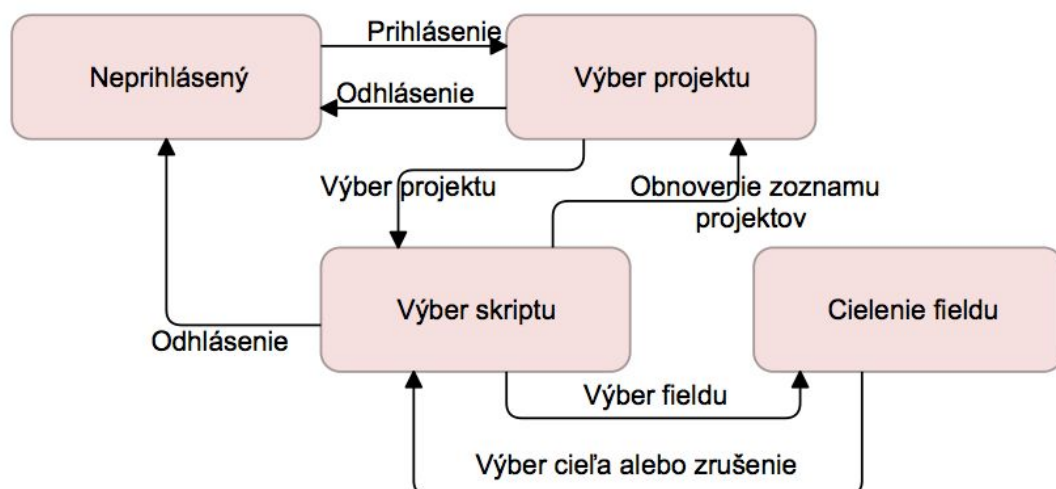 Prihlásenie
Neprihlásený
Výber projektu
Odhlásenie
Výber projektu
Obnovenie zoznamu
projektov
Výber skriptu
Cielenie fieldu
Odhlásenie
Výber fieldu
Výber cieľa alebo zrušenie